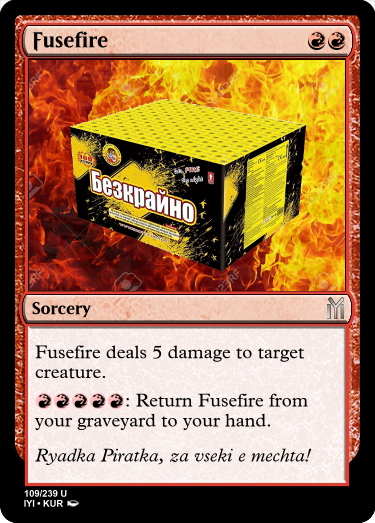 Fusefire
Безкрайно
Sorcery
Fusefire deals 5 damage to target
creature.
: Return Fusefire from
your graveyard to your hand.
Ryadka Piratka, za vseki e mechta!
109/239 U
IYI • KUR